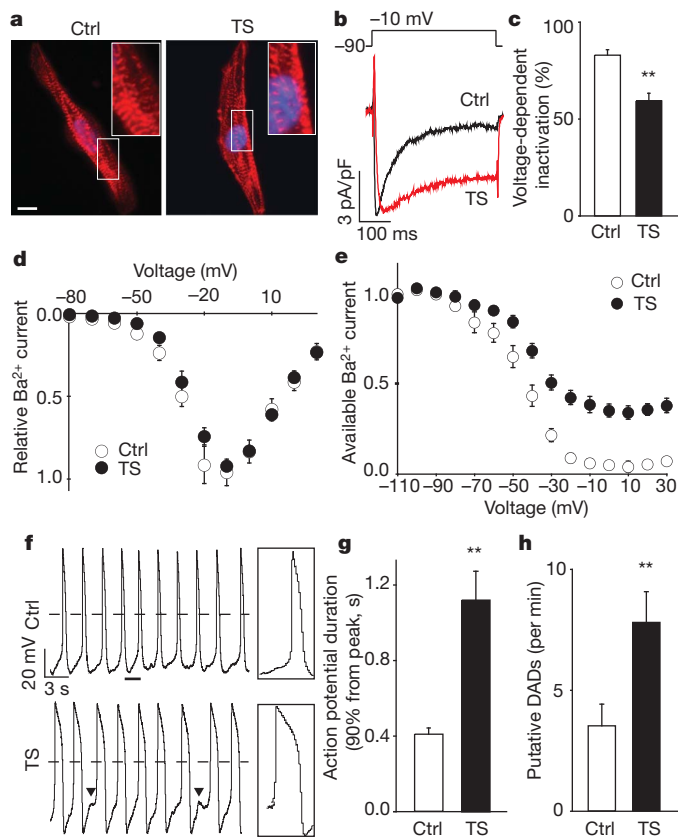 a
Ctrl
TS
b
−10 mV
−90
Ctrl
TS
3 pA/pF
100 ms
c
Voltage-dependent
inactivation (%)
100
50
0
**
Ctrl
TS
d
Voltage (mV)
−80
−50
−20
10
Relative Ba2+ current
0.0
0.5
1.0
Ctrl
TS
e
Available Ba2+ current
1.0
0.5
0.0
Ctrl
TS
−110
−90
−70
−50
−30
−10
10
30
Voltage (mV)
f
Ctrl
20 mV
3 s
TS
g
Action potential duration
(90% from peak, s)
1.2
0.8
0.4
0.0
**
Ctrl
TS
h
Putative DADs (per min)
10
5
0
**
Ctrl
TS